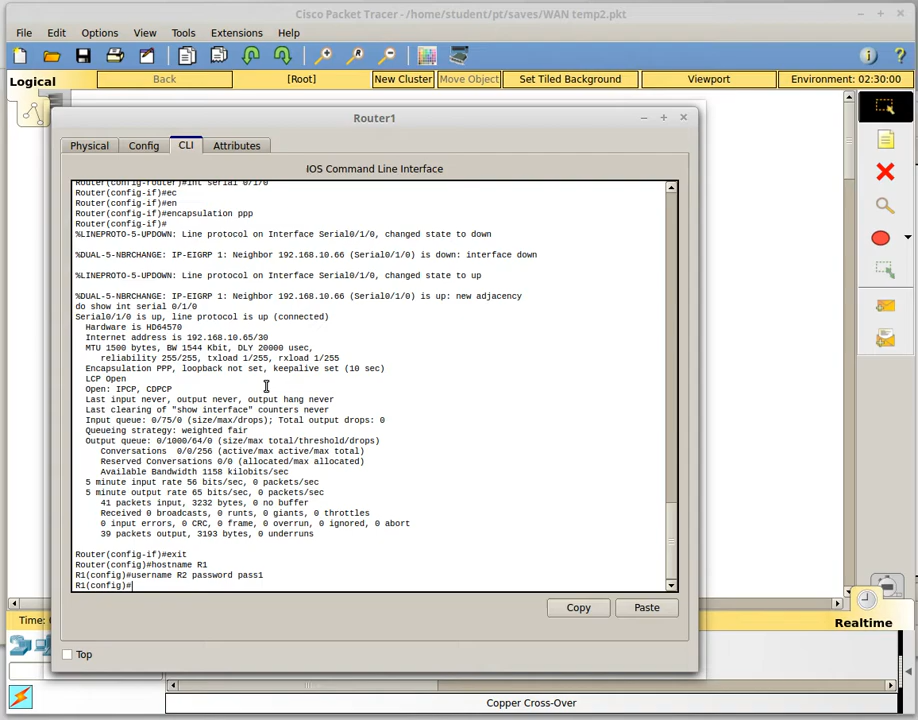 Cisco Packet Tracer - /home/student/pt/saves/WAN temp2.pkt
File Edit Options View Tools Extensions Help
Logical Back [Root] New Cluster Move Object Set Tiled Background Viewport Environment: 02:30:00
Router1
Physical Config CLI Attributes
IOS Command Line Interface
Router(config-router)#int serial 0/1/0
Router(config-if)#ec
Router(config-if)#en
Router(config-if)#encapsulation ppp
Router(config-if)#
%LINEPROTO-5-UPDOWN: Line protocol on Interface Serial0/1/0, changed state to down
%DUAL-5-NBRCHANGE: IP-EIGRP 1: Neighbor 192.168.10.66 (Serial0/1/0) is down: interface down
%LINEPROTO-5-UPDOWN: Line protocol on Interface Serial0/1/0, changed state to up
%DUAL-5-NBRCHANGE: IP-EIGRP 1: Neighbor 192.168.10.66 (Serial0/1/0) is up: new adjacency
do show int serial 0/1/0
Serial0/1/0 is up, line protocol is up (connected)
Hardware is HD64570
Internet address is 192.168.10.65/30
MTU 1500 bytes, BW 1544 Kbit, DLY 20000 usec,
reliability 255/255, txload 1/255, rxload 1/255
Encapsulation PPP, loopback not set, keepalive set (10 sec)
LCP Open
Open: IPCP, CDPCP
Last input never, output never, output hang never
Last clearing of "show interface" counters never
Input queue: 0/75/0 (size/max/drops); Total output drops: 0
Queueing strategy: weighted fair
Output queue: 0/1000/64/0 (size/max total/threshold/drops)
Conversations 0/0/256 (active/max active/max total)
Reserved Conversations 0/0 (allocated/max allocated)
Available Bandwidth 1158 kilobits/sec
5 minute input rate 56 bits/sec, 0 packets/sec
5 minute output rate 65 bits/sec, 0 packets/sec
41 packets input, 3232 bytes, 0 no buffer
Received 0 broadcasts, 0 runts, 0 giants, 0 throttles
0 input errors, 0 CRC, 0 frame, 0 overrun, 0 ignored, 0 abort
39 packets output, 3193 bytes, 0 underruns
Router(config-if)#exit
Router(config)#hostname R1
R1(config)#username R2 password pass1
R1(config)#
Copy Paste
Top
Time:
Realtime
Copper Cross-Over